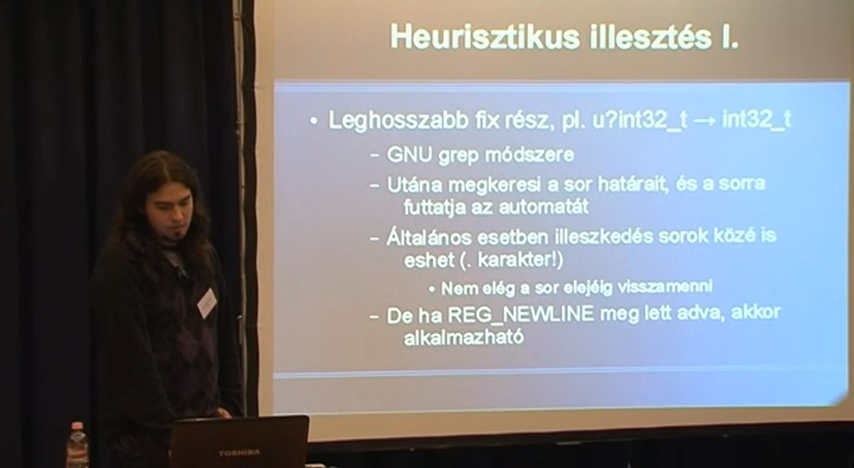 Heurisztikus illesztés I.
• Leghosszabb fix rész, pl. u?int32_t → int32_t
– GNU grep módszere
– Utána megkeresi a sor határait, és a sorra
futtatja az automatát
– Általános esetben illeszkedés sorok közé is
eshet (. karakter!)
• Nem elég a sor elejéig visszamenni
– De ha REG_NEWLINE meg lett adva, akkor
alkalmazható
TOSHIBA